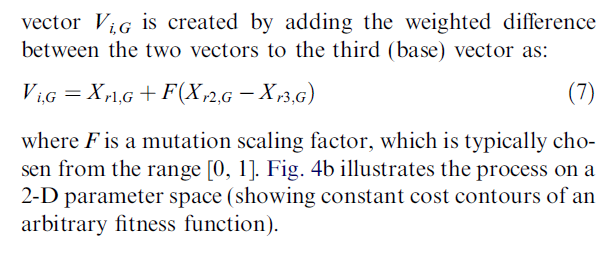 vector V_{i,G} is created by adding the weighted difference
between the two vectors to the third (base) vector as:
V_{i,G} = X_{r1,G} + F(X_{r2,G} − X_{r3,G}) (7)
where F is a mutation scaling factor, which is typically cho-
sen from the range [0, 1]. Fig. 4b illustrates the process on a
2-D parameter space (showing constant cost contours of an
arbitrary fitness function).